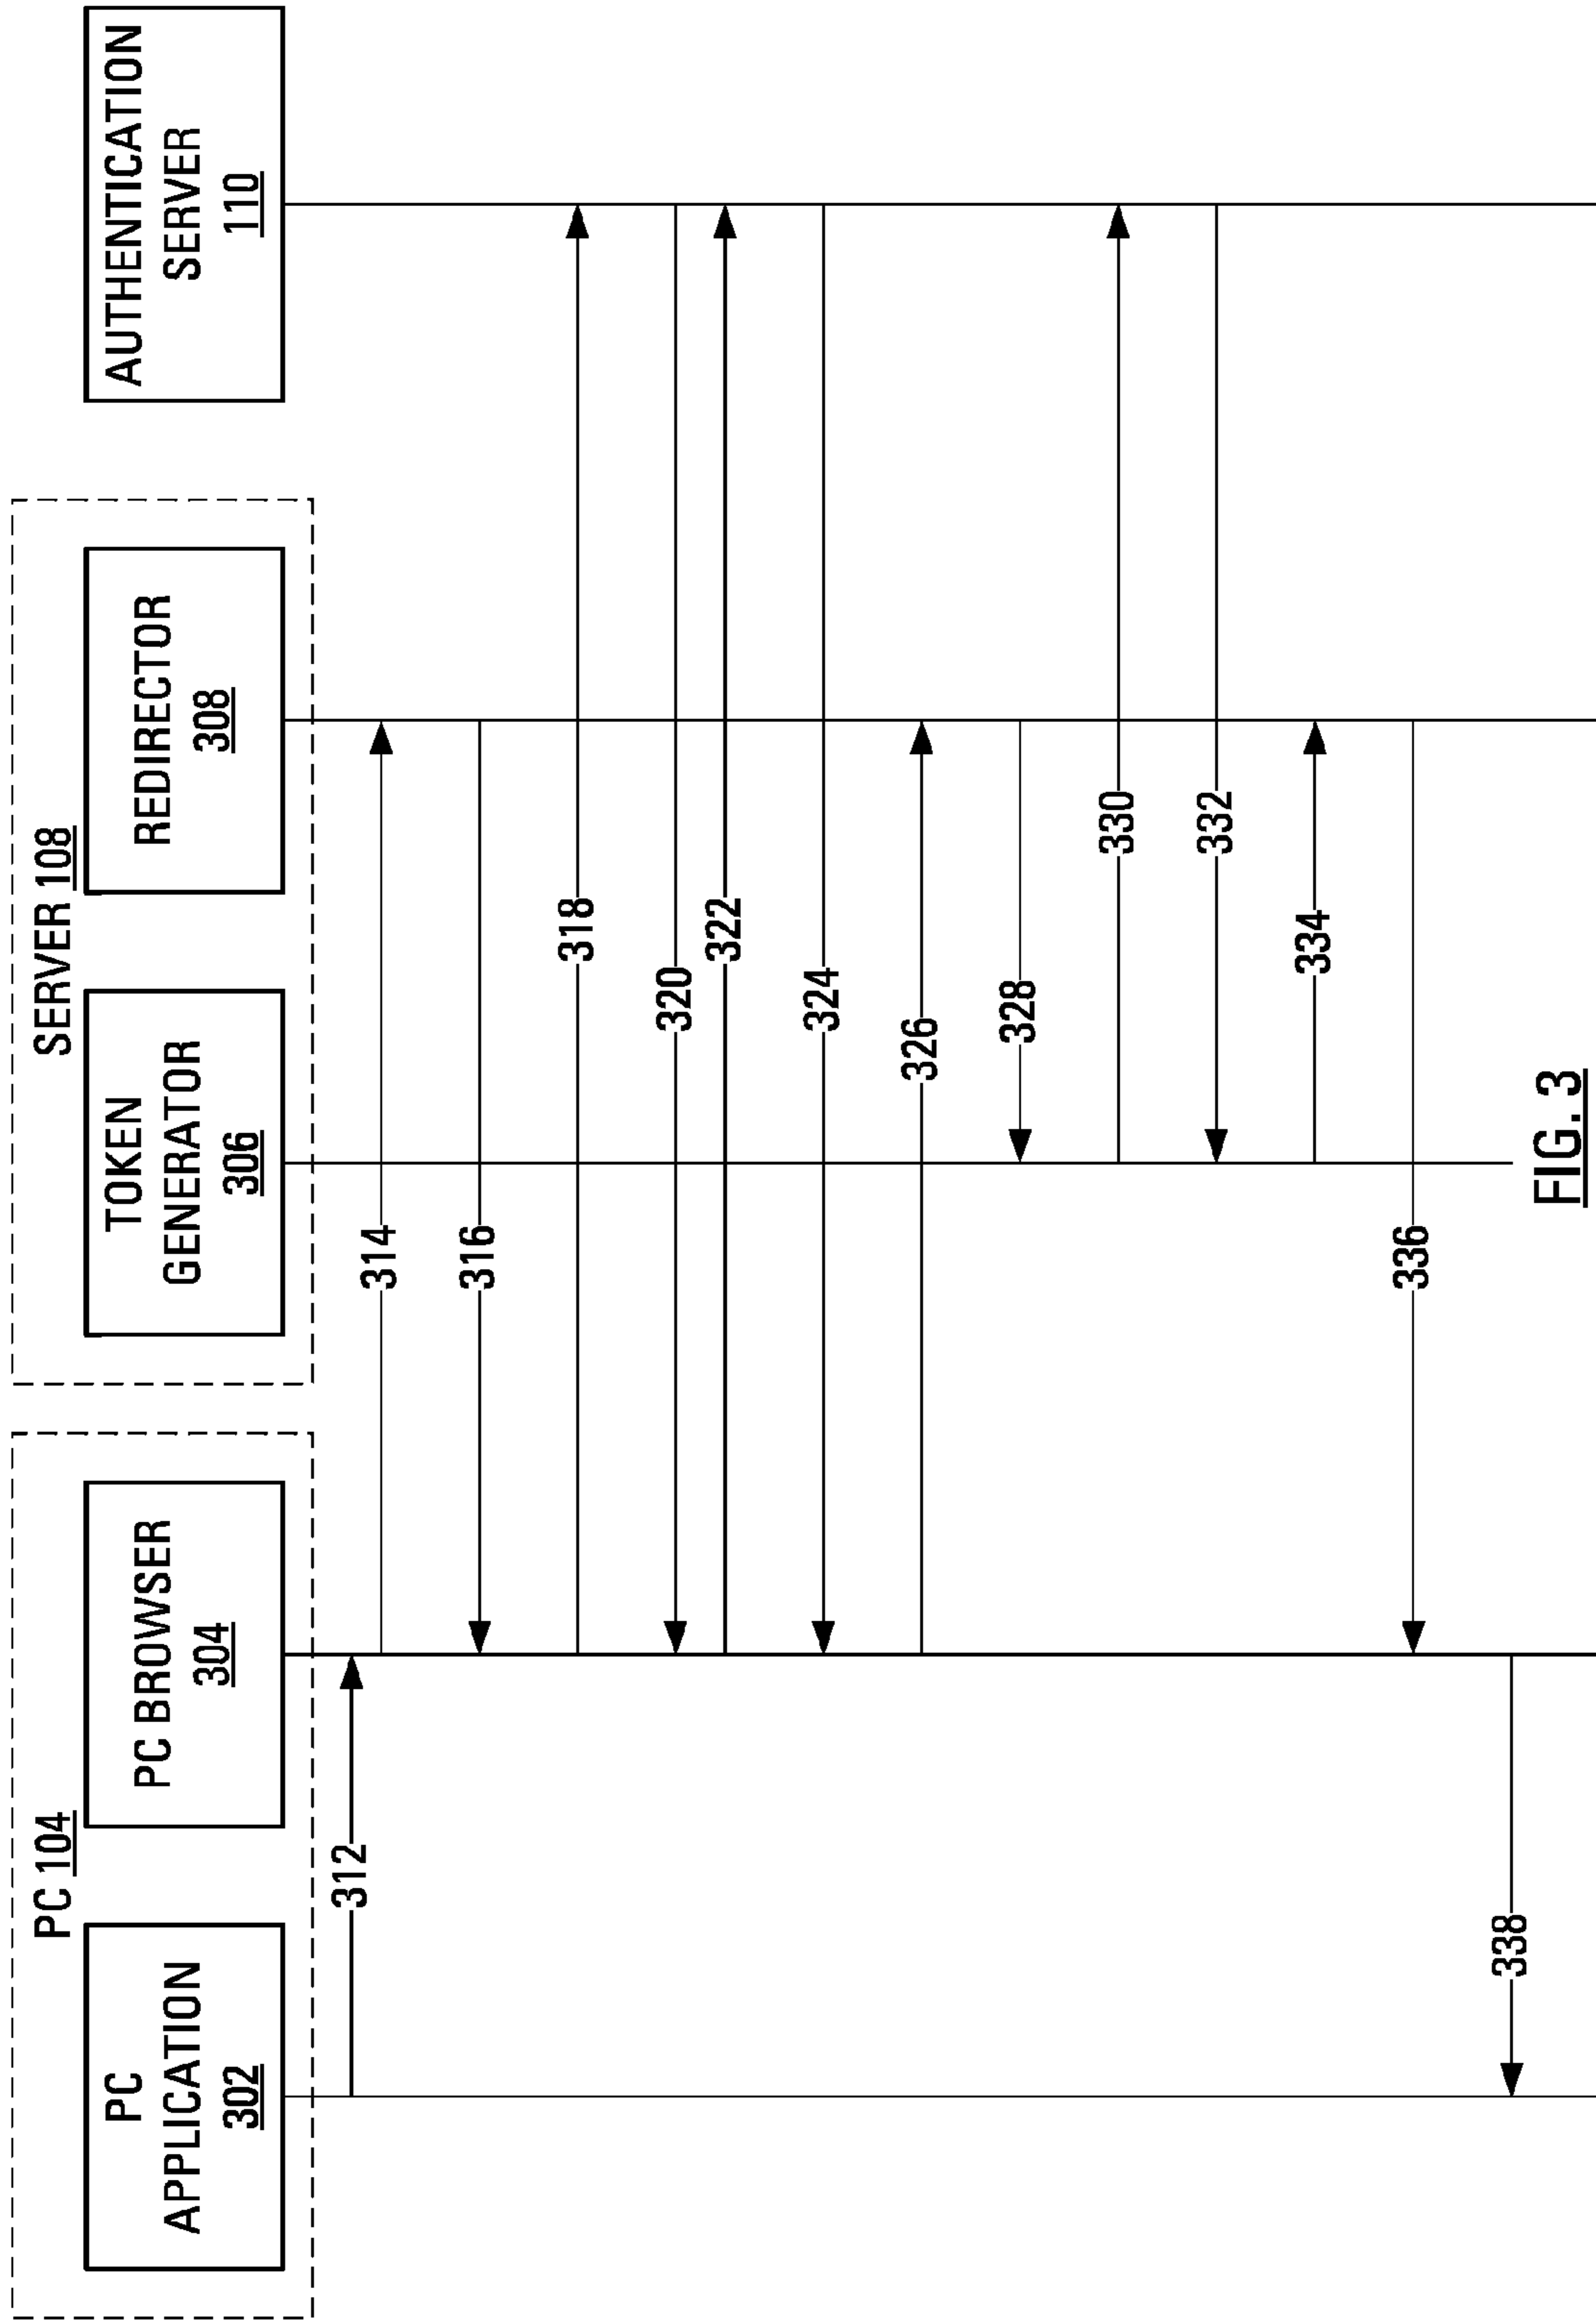 PC 104
SERVER 108
PC
APPLICATION
302
PC BROWSER
304
TOKEN
GENERATOR
306
REDIRECTOR
308
AUTHENTICATION
SERVER
110
312
314
316
318
320
322
324
326
328
330
332
334
336
338
FIG. 3